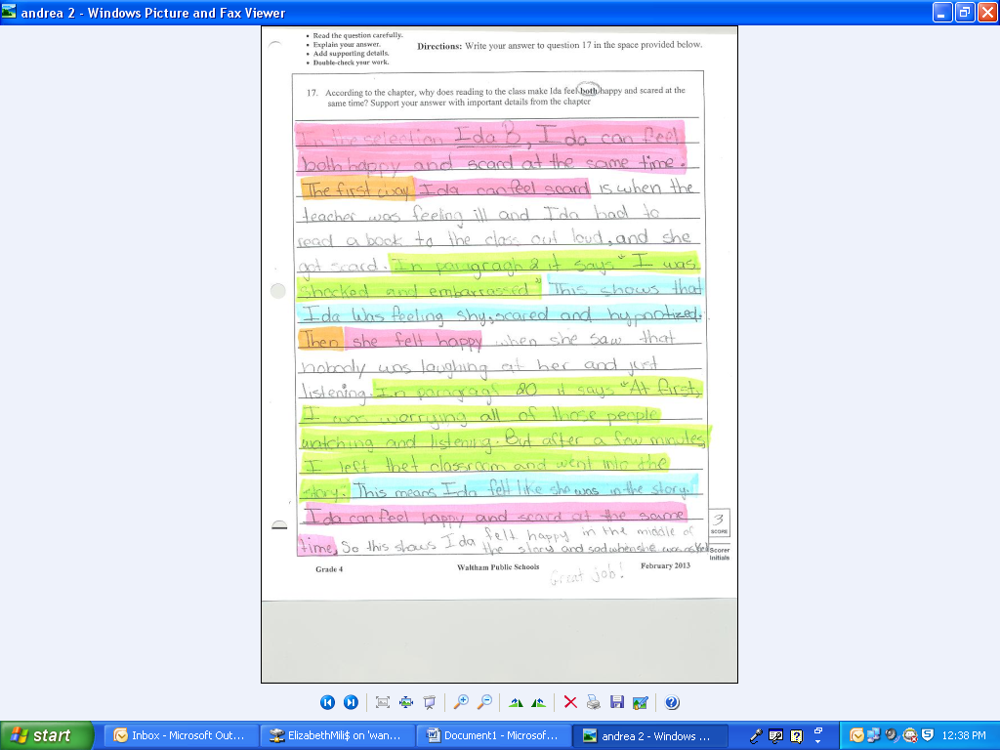 andrea 2 - Windows Picture and Fax Viewer
• Read the question carefully.
• Explain your answer.
• Add supporting details.
• Double-check your work.
Directions: Write your answer to question 17 in the space provided below.
17. According to the chapter, why does reading to the class make Ida feel both happy and scared at the
same time? Support your answer with important details from the chapter
In the selection Ida B, Ida can feel
both happy and scard at the same time.
The first way Ida can feel scard is when the
teacher was feeling ill and Ida had to
read a book to the class out loud, and she
got scard. In paragragh 2 it says "I was
shocked and embarrassed" This shows that
Ida was feeling shy, scared and hypnotized.
Then she felt happy when she saw that
nobody was laughing at her and just
listening. In paragragf 20 it says "At first,
I was worrying all of those people
watching and listening. But after a few minutes,
I left thet classroom and went into the
story." This means Ida felt like she was in the story.
Ida can feel happy and scard at the same
time. So this shows Ida felt happy in the middle of
the story and sad when she was asked
3
SCORE
Scorer
Initials
Grade 4
Waltham Public Schools
February 2013
Great job!
start
Inbox - Microsoft Out...
ElizabethMili$ on 'wan...
Document1 - Microsof...
andrea 2 - Windows ...
12:38 PM